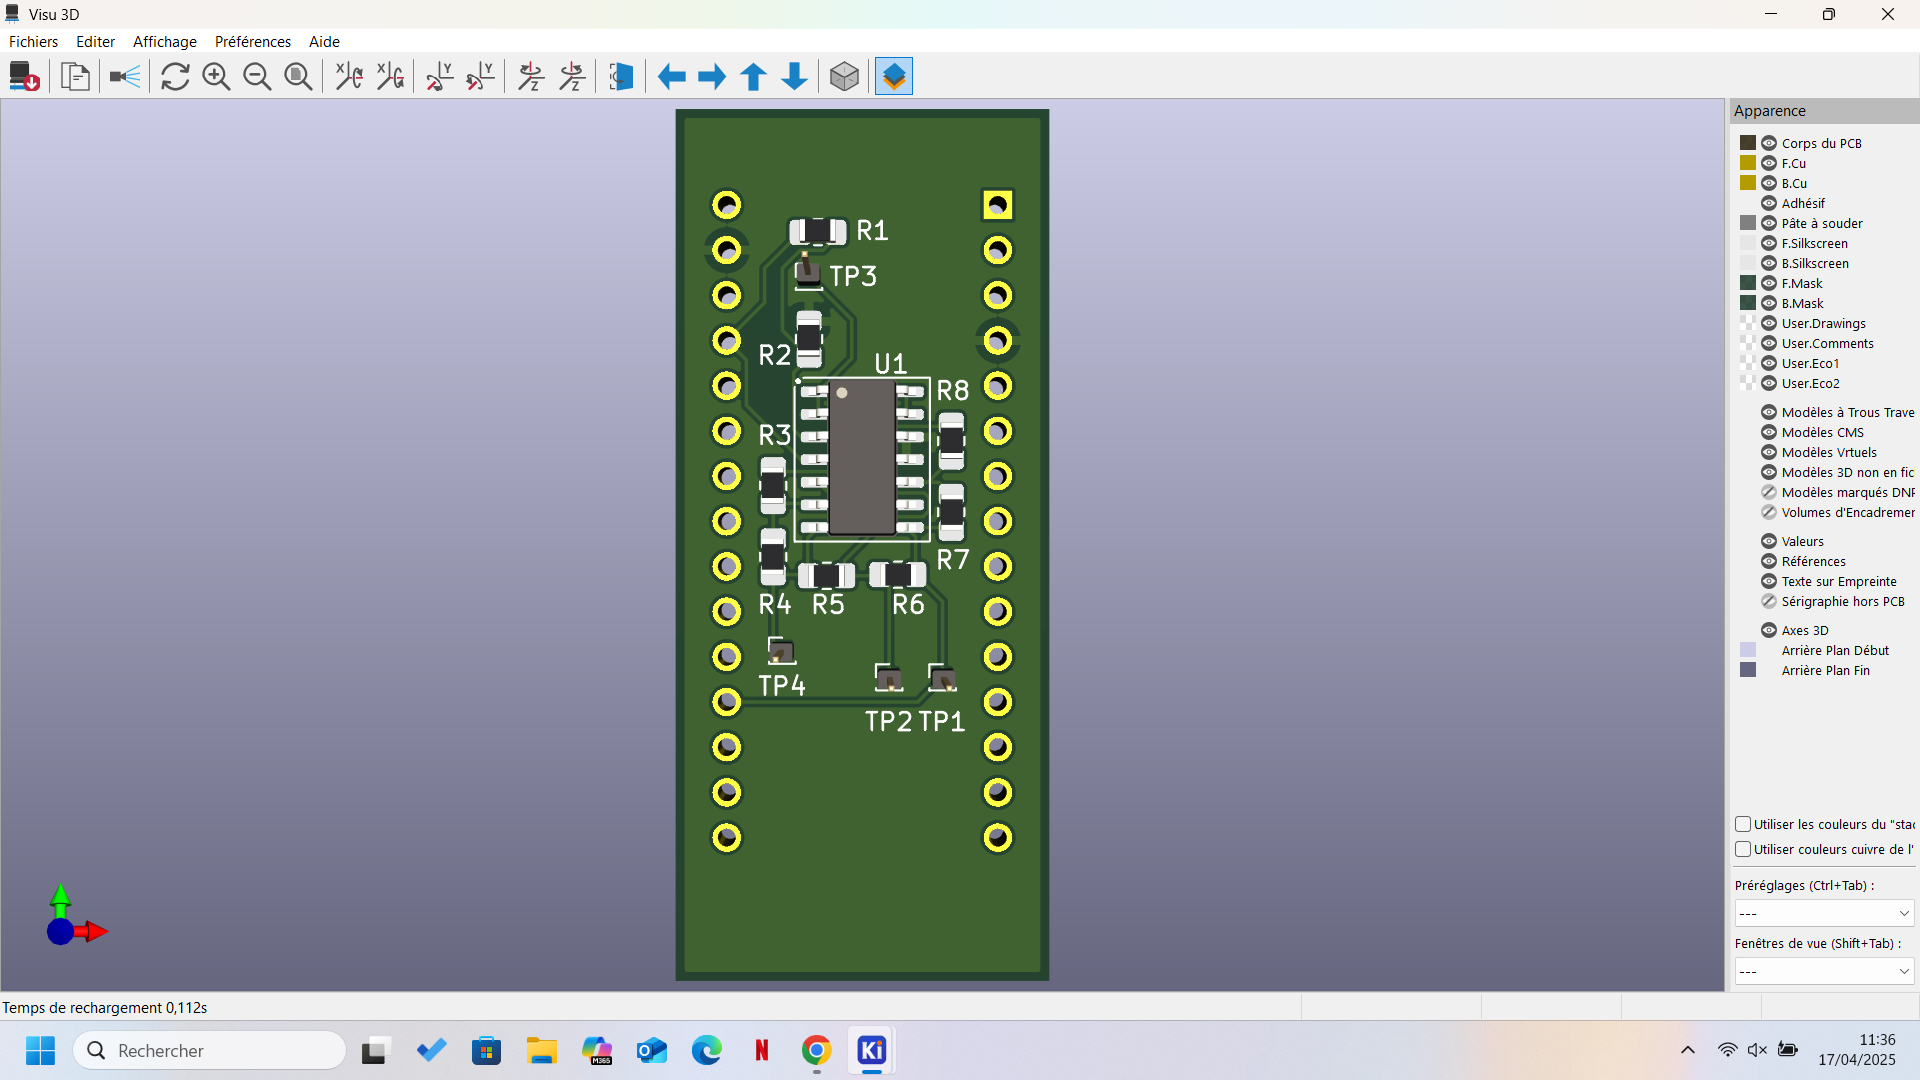 Visu 3D
Fichiers Editer Affichage Préférences Aide
X X Y Y Z Z
Apparence
Corps du PCB
F.Cu
B.Cu
Adhésif
Pâte à souder
F.Silkscreen
B.Silkscreen
F.Mask
B.Mask
User.Drawings
User.Comments
User.Eco1
User.Eco2
Modèles à Trous Trave
Modèles CMS
Modèles Vrtuels
Modèles 3D non en fic
Modèles marqués DNP
Volumes d'Encadremer
Valeurs
Références
Texte sur Empreinte
Sérigraphie hors PCB
Axes 3D
Arrière Plan Début
Arrière Plan Fin
Utiliser les couleurs du "stac
Utiliser couleurs cuivre de l'
Préréglages (Ctrl+Tab) :
---
Fenêtres de vue (Shift+Tab) :
---
R1
TP3
R2
U1
R8
R3
R7
R4 R5 R6
TP4
TP2 TP1
Temps de rechargement 0,112s
Rechercher
M365
N
Ki
11:36
17/04/2025